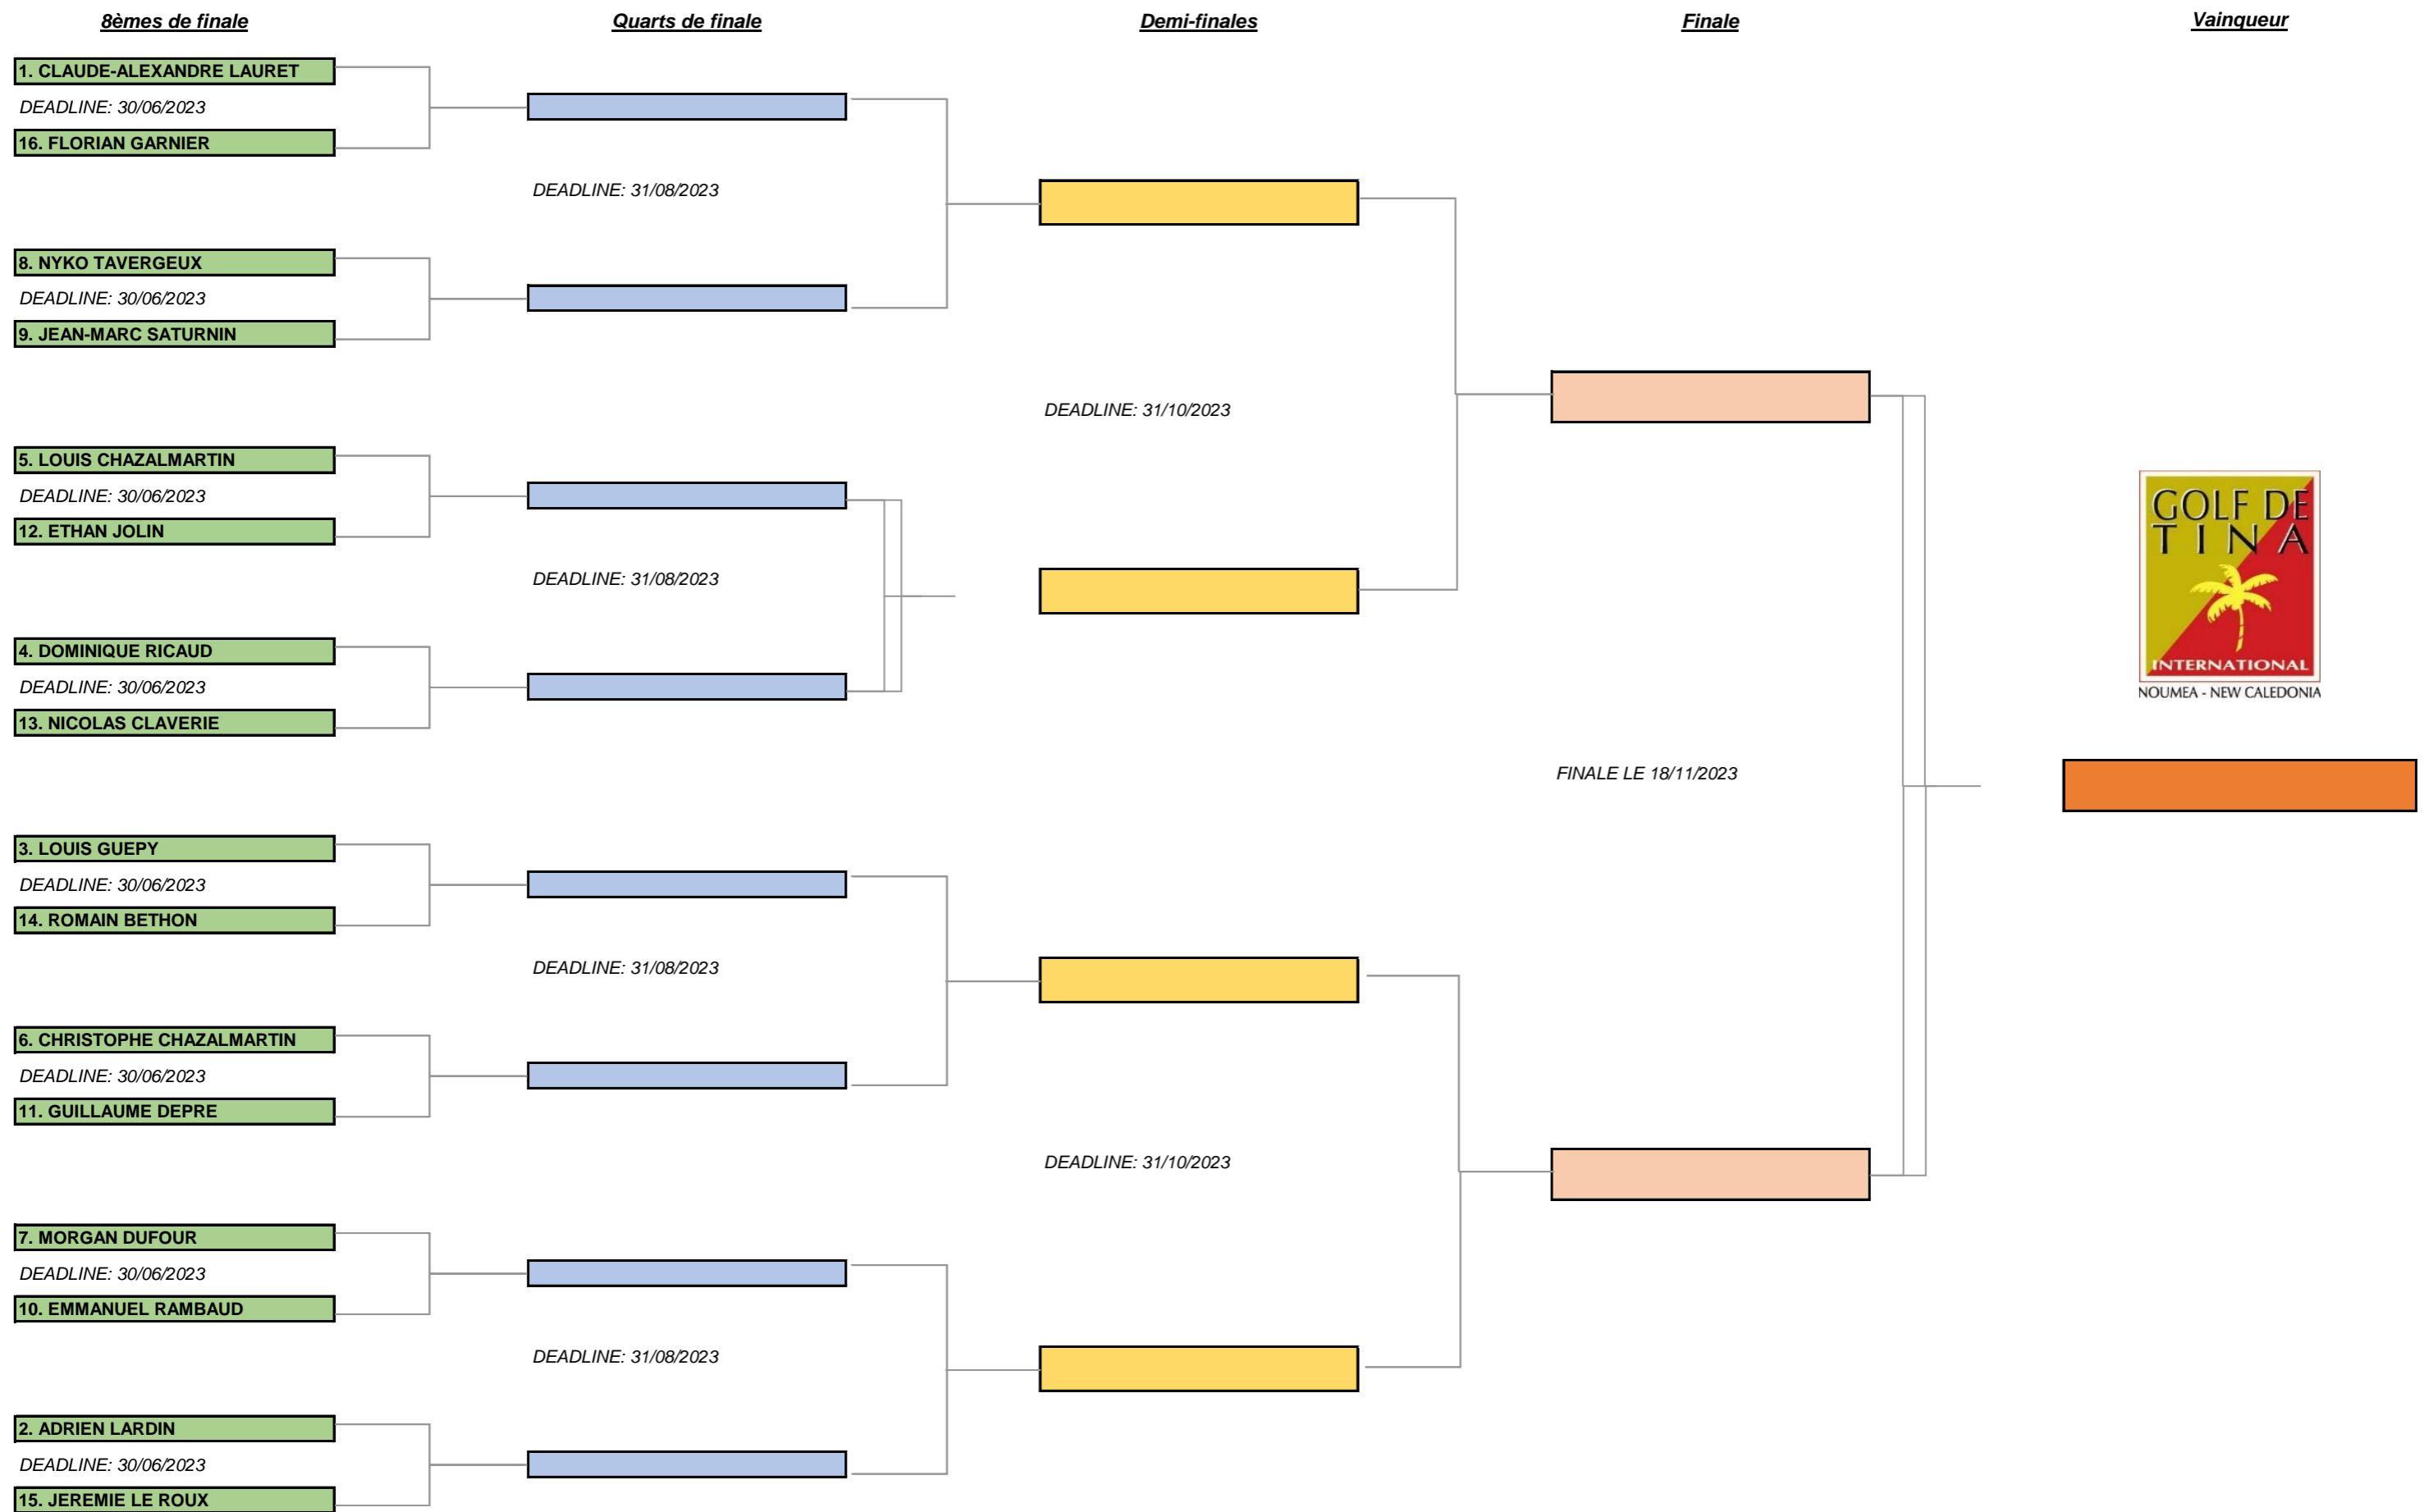 8èmes de finale
Quarts de finale
Demi-finales
Finale
Vainqueur
1. CLAUDE-ALEXANDRE LAURET
DEADLINE: 30/06/2023
16. FLORIAN GARNIER
DEADLINE: 31/08/2023
8. NYKO TAVERGEUX
DEADLINE: 30/06/2023
9. JEAN-MARC SATURNIN
DEADLINE: 31/10/2023
5. LOUIS CHAZALMARTIN
DEADLINE: 30/06/2023
12. ETHAN JOLIN
DEADLINE: 31/08/2023
4. DOMINIQUE RICAUD
DEADLINE: 30/06/2023
13. NICOLAS CLAVERIE
GOLF DE
TINA
INTERNATIONAL
NOUMEA - NEW CALEDONIA
FINALE LE 18/11/2023
3. LOUIS GUEPY
DEADLINE: 30/06/2023
14. ROMAIN BETHON
DEADLINE: 31/08/2023
6. CHRISTOPHE CHAZALMARTIN
DEADLINE: 30/06/2023
11. GUILLAUME DEPRE
DEADLINE: 31/10/2023
7. MORGAN DUFOUR
DEADLINE: 30/06/2023
10. EMMANUEL RAMBAUD
DEADLINE: 31/08/2023
2. ADRIEN LARDIN
DEADLINE: 30/06/2023
15. JEREMIE LE ROUX